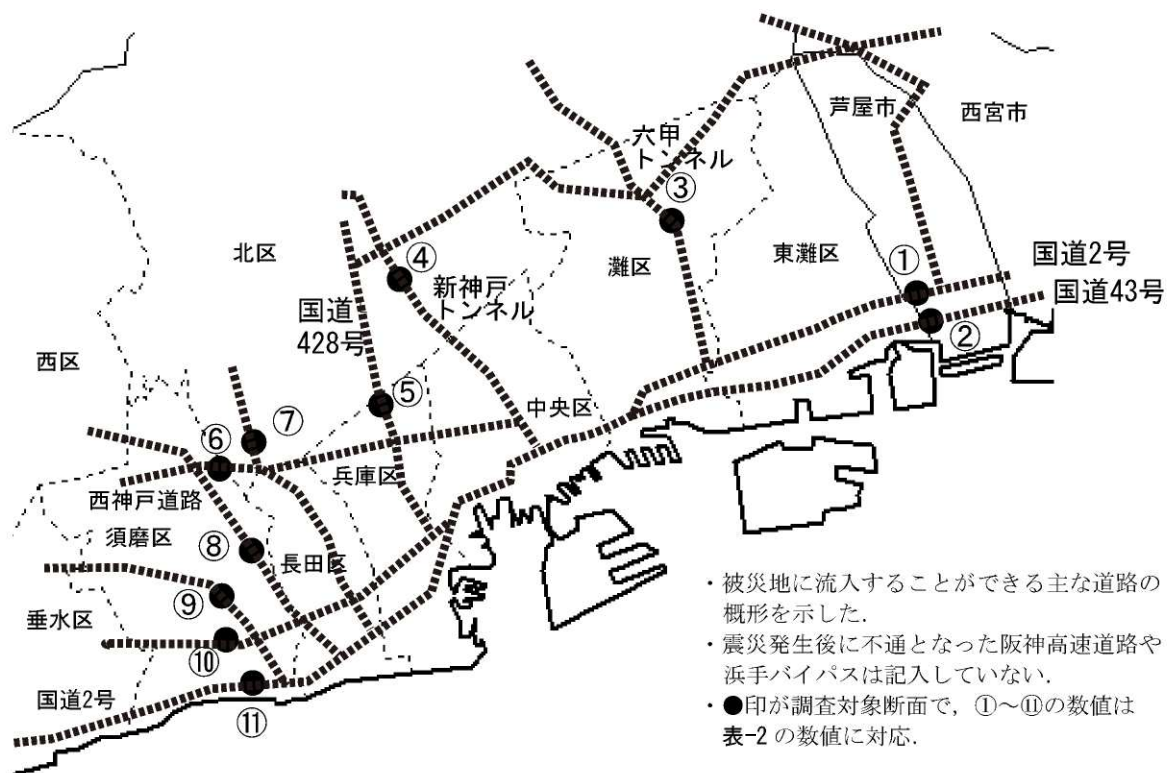 芦屋市
西宮市
六甲
トンネル
③
北区
④
灘区
東灘区
①
国道2号
新神戸
トンネル
国道43号
国道
428号
②
西区
⑤
中央区
⑦
⑥
兵庫区
西神戸道路
須磨区
⑧
長田区
⑨
垂水区
⑩
国道2号
⑪
・被災地に流入することができる主な道路の
概形を示した.
・震災発生後に不通となった阪神高速道路や
浜手バイパスは記入していない.
・●印が調査対象断面で,①～⑪の数値は
表-2の数値に対応.